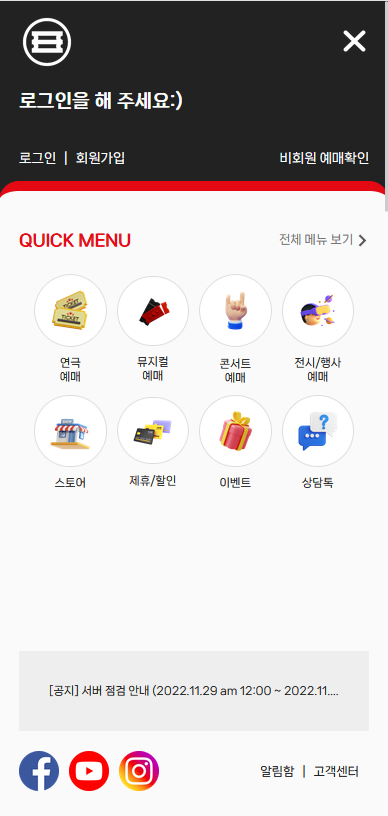 로그인을 해 주세요:)
로그인 | 회원가입 비회원 예매확인
QUICK MENU 전체 메뉴 보기
TICKET TICKET
연극 뮤지컬 콘서트 전시/행사
예매 예매 예매 예매
스토어 제휴/할인 이벤트 상담톡
[공지] 서버 점검 안내 (2022.11.29 am 12:00 ~ 2022.11....
알림함 | 고객센터